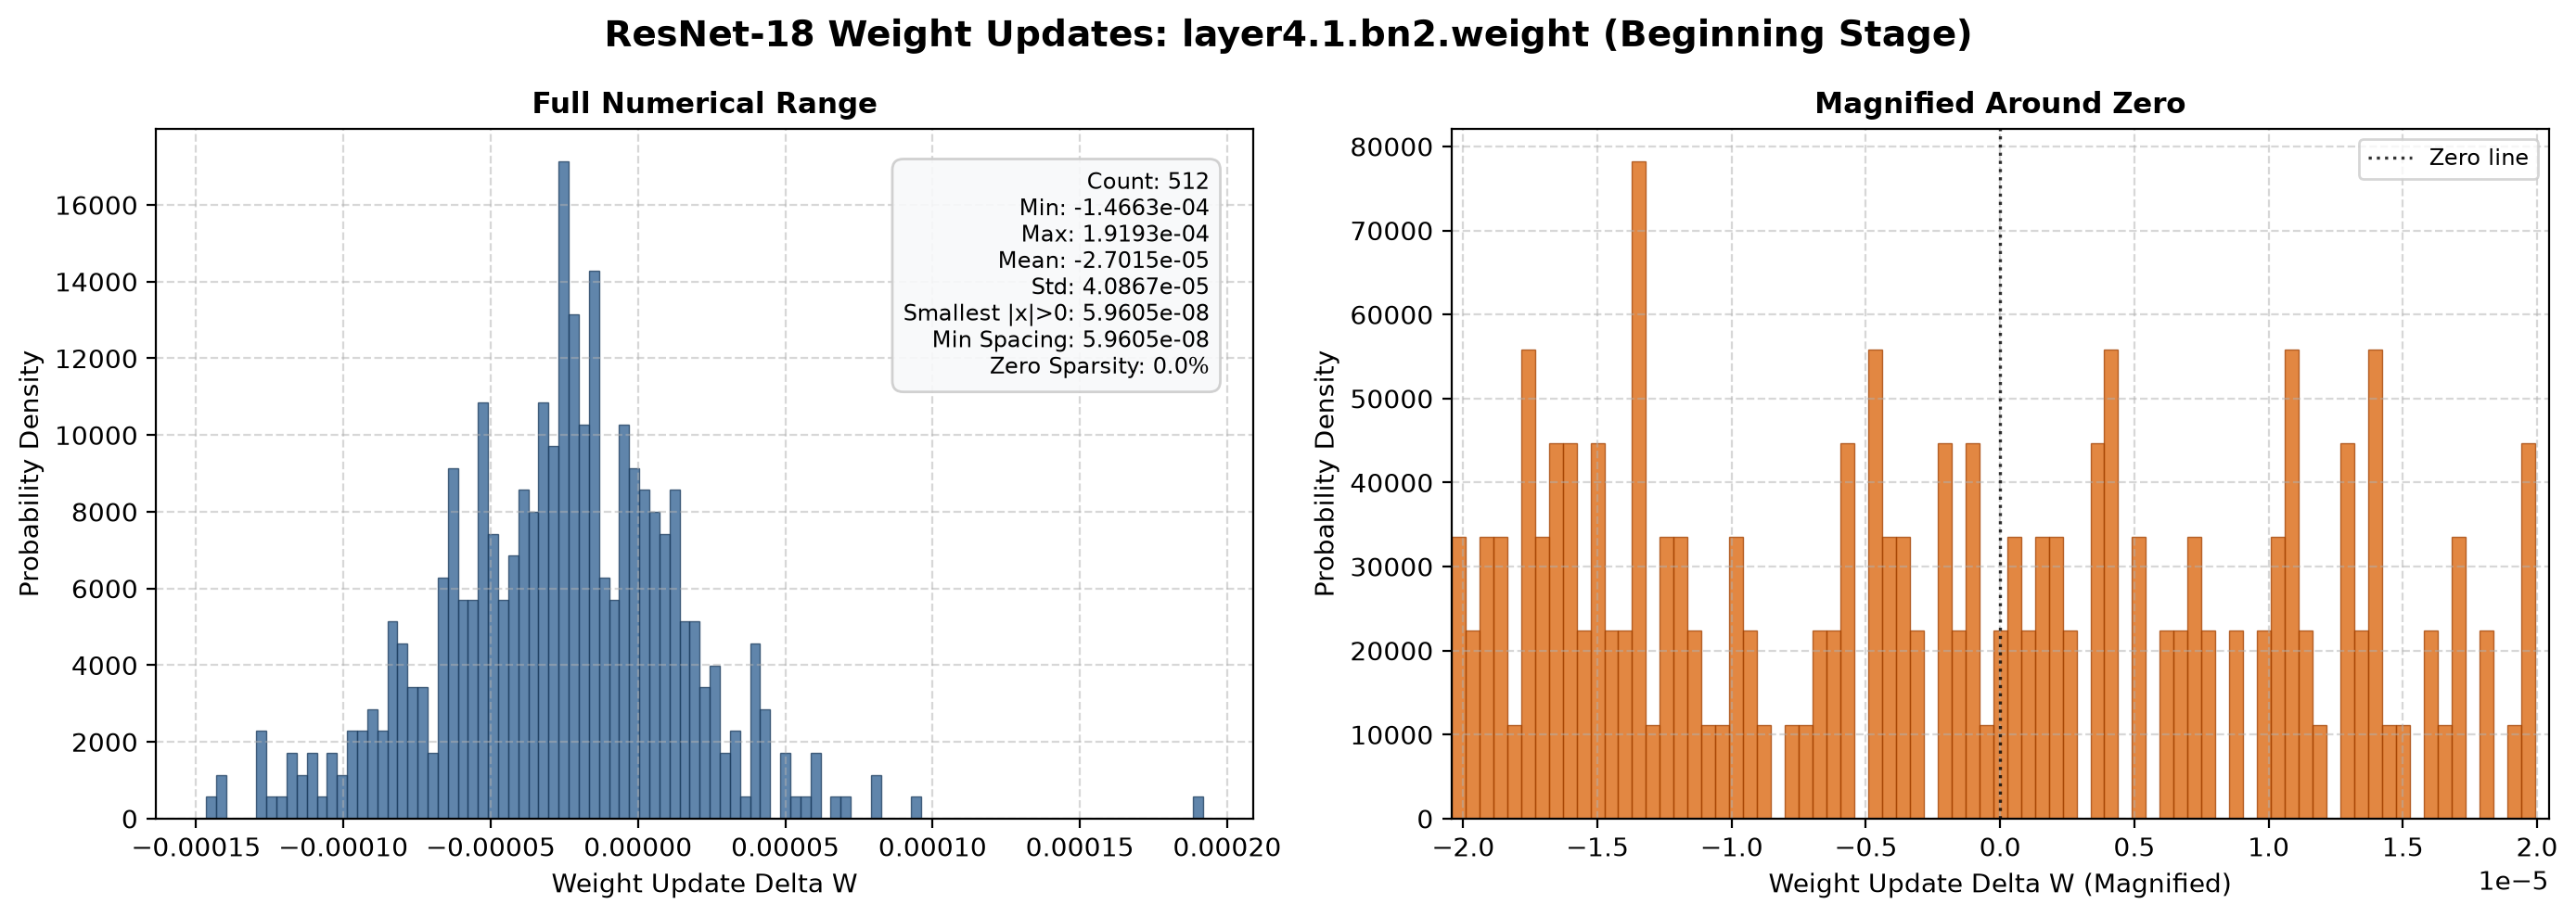 ResNet-18 Weight Updates: layer4.1.bn2.weight (Beginning Stage)
Full Numerical Range
Probability Density
16000
14000
12000
10000
8000
6000
4000
2000
0
Count: 512
Min: -1.4663e-04
Max: 1.9193e-04
Mean: -2.7015e-05
Std: 4.0867e-05
Smallest |x|>0: 5.9605e-08
Min Spacing: 5.9605e-08
Zero Sparsity: 0.0%
−0.00015 −0.00010 −0.00005 0.00000 0.00005 0.00010 0.00015 0.00020
Weight Update Delta W
Magnified Around Zero
Probability Density
80000
70000
60000
50000
40000
30000
20000
10000
0
Zero line
−2.0 −1.5 −1.0 −0.5 0.0 0.5 1.0 1.5 2.0
1e−5
Weight Update Delta W (Magnified)